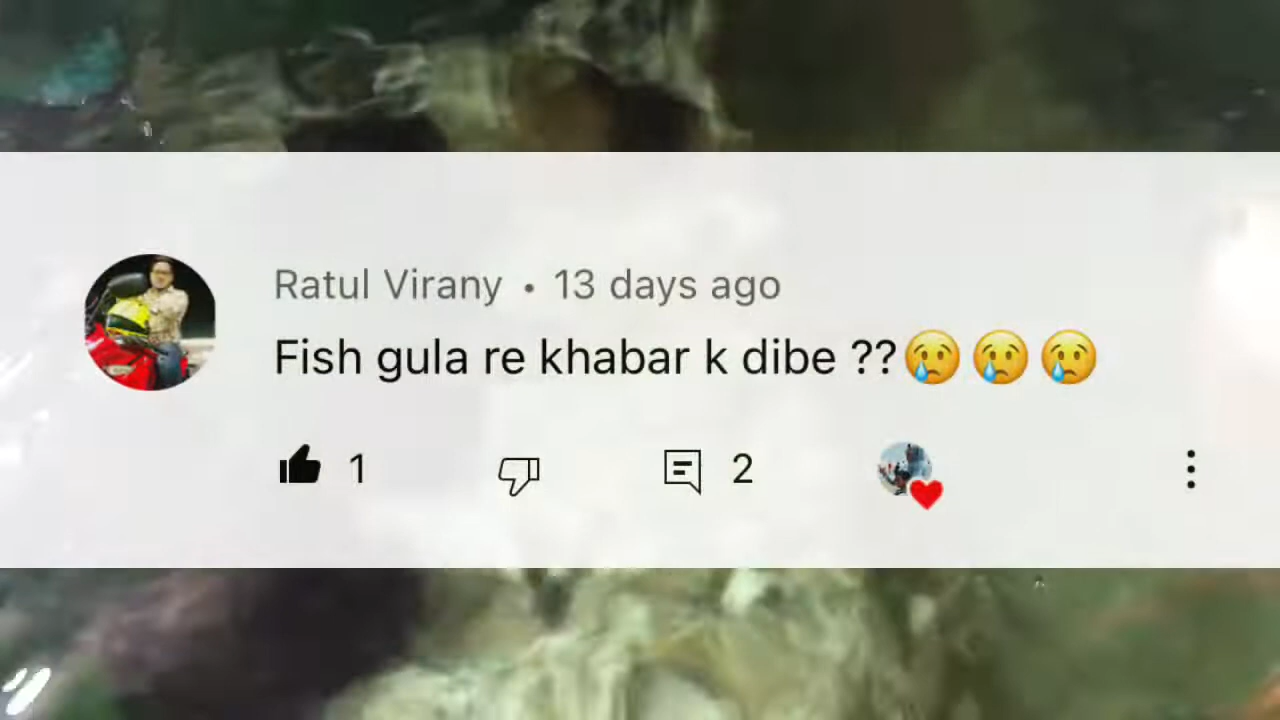 Ratul Virany • 13 days ago
Fish gula re khabar k dibe ??😢😢😢
1
2